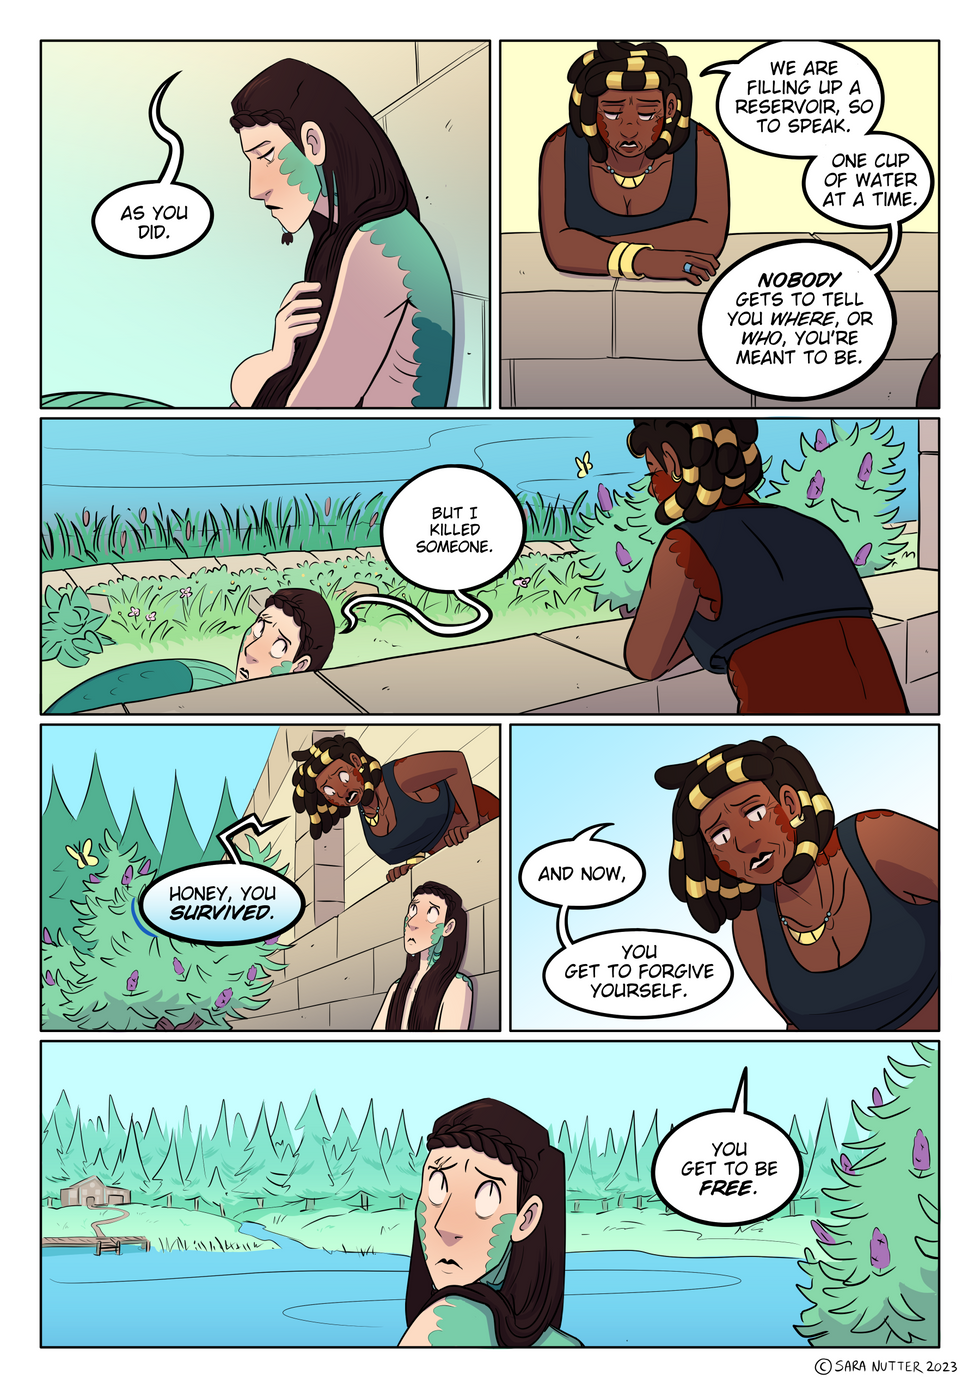 AS YOU
DID.
WE ARE
FILLING UP A
RESERVOIR, SO
TO SPEAK.
ONE CUP
OF WATER
AT A TIME.
NOBODY
GETS TO TELL
YOU WHERE, OR
WHO, YOU'RE
MEANT TO BE.
BUT I
KILLED
SOMEONE.
HONEY, YOU
SURVIVED.
AND NOW,
YOU
GET TO FORGIVE
YOURSELF.
YOU
GET TO BE
FREE.
© SARA NUTTER 2023